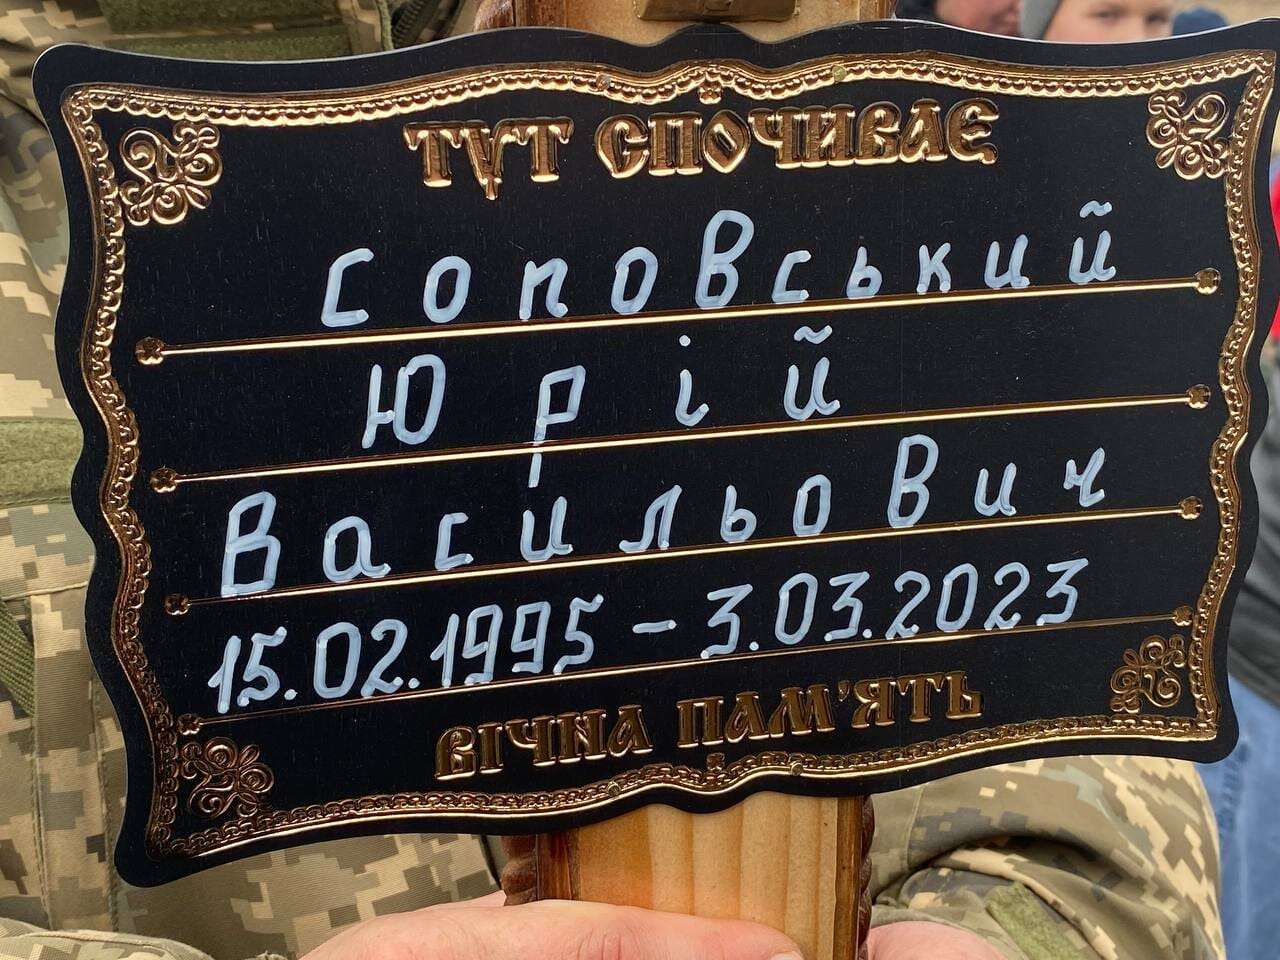 ТУТ СПОЧИВАЄ
Соповський
Юрій
Васильович
15.02.1995 - 3.03.2023
ВІЧНА ПАМ'ЯТЬ